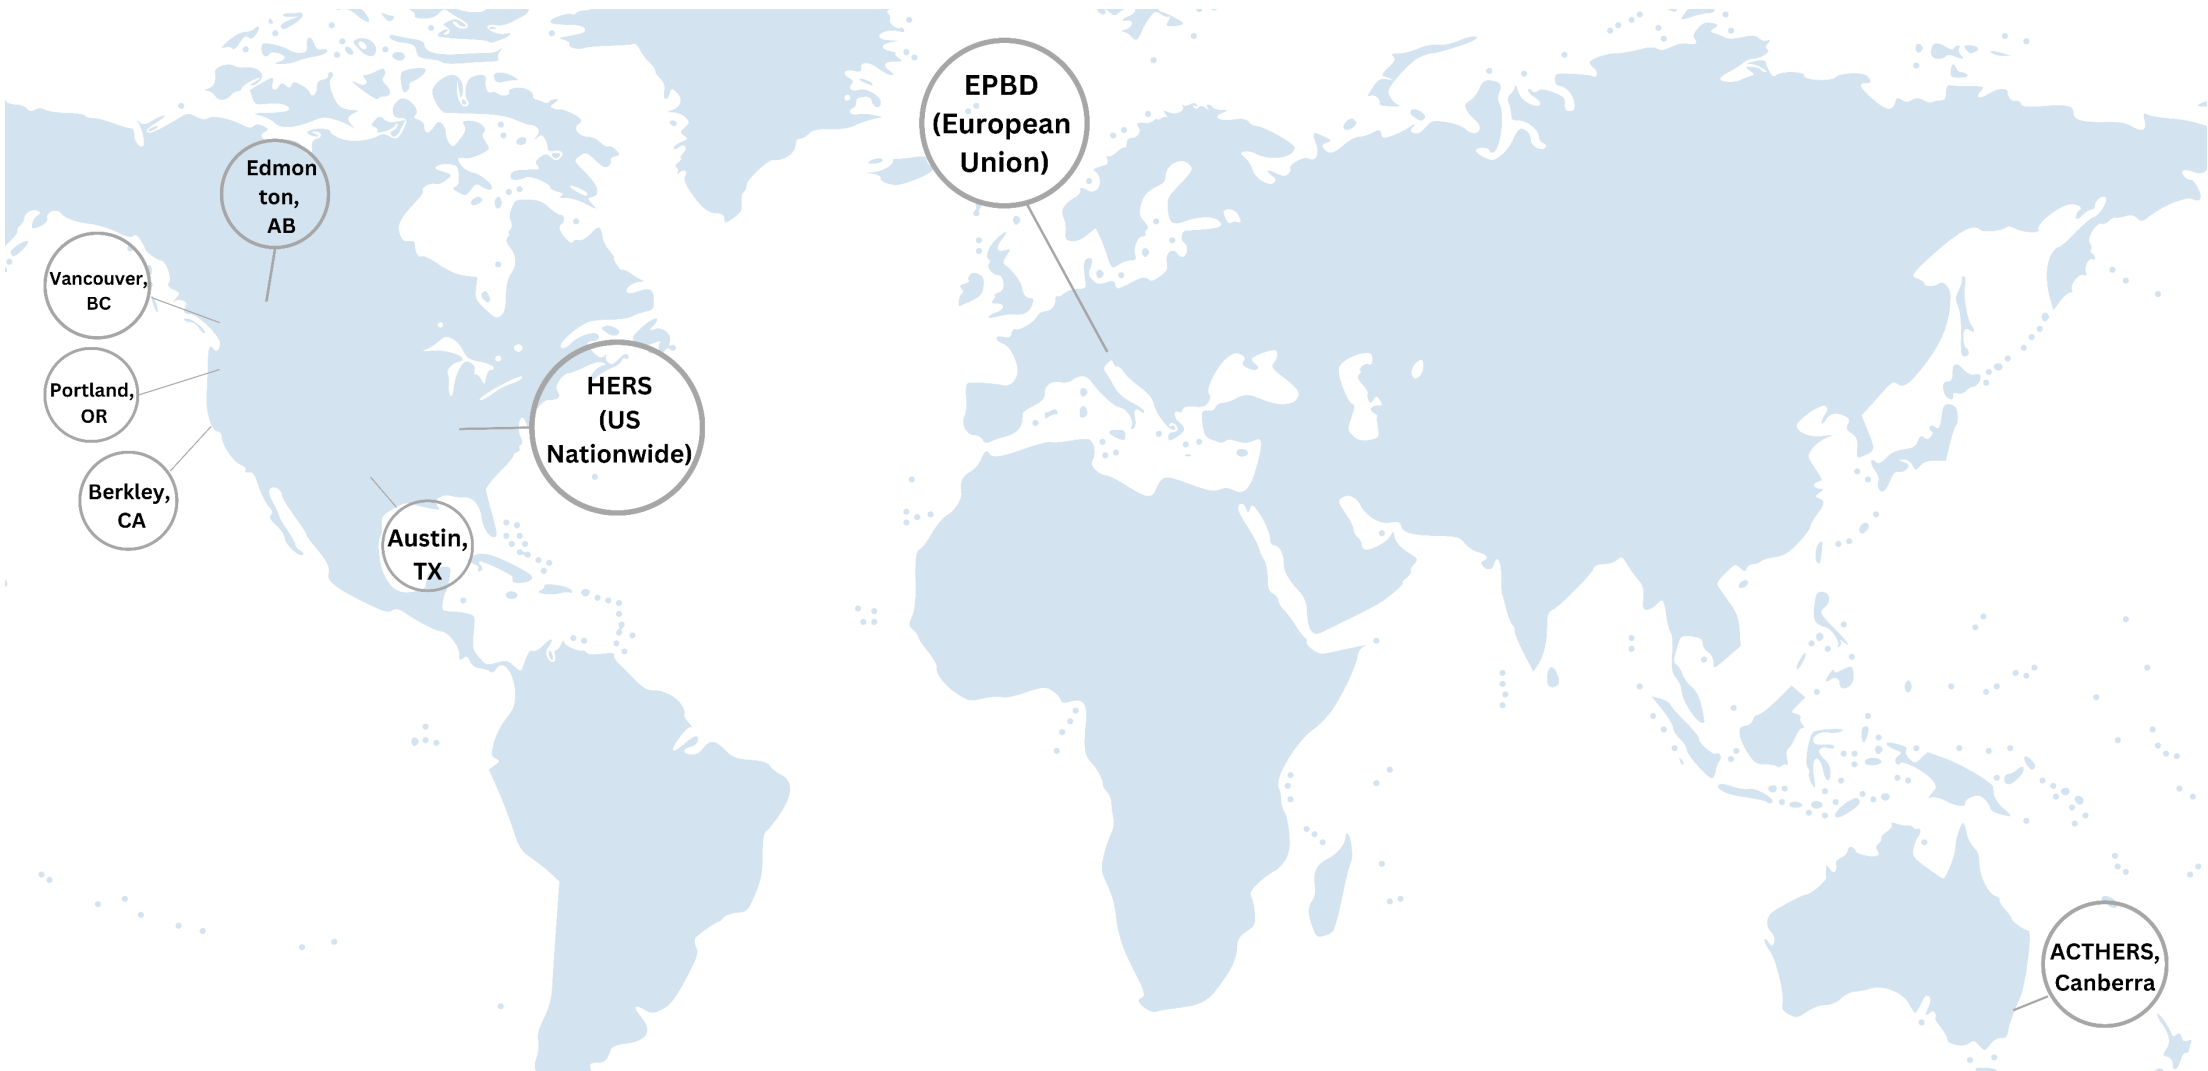 EPBD
(European
Union)
Edmon
ton,
AB
Vancouver,
BC
Portland,
OR
HERS
(US
Nationwide)
Berkley,
CA
Austin,
TX
ACTHERS,
Canberra